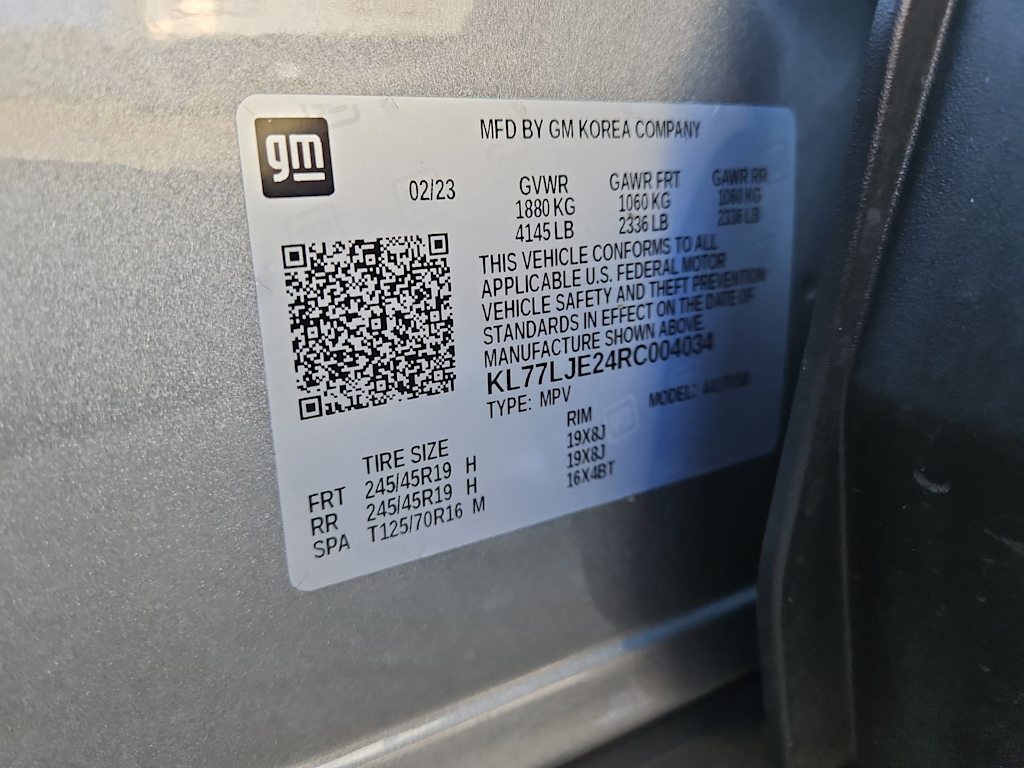 gm
MFD BY GM KOREA COMPANY
02/23
GVWR GAWR FRT GAWR RR
1880 KG 1060 KG 1060 KG
4145 LB 2336 LB 2336 LB
THIS VEHICLE CONFORMS TO ALL
APPLICABLE U.S. FEDERAL MOTOR
VEHICLE SAFETY AND THEFT PREVENTION
STANDARDS IN EFFECT ON THE DATE OF
MANUFACTURE SHOWN ABOVE.
KL77LJE24RC004034
TYPE: MPV MODEL:
TIRE SIZE RIM
FRT 245/45R19 H 19X8J
RR 245/45R19 H 19X8J
SPA T125/70R16 M 16X4BT